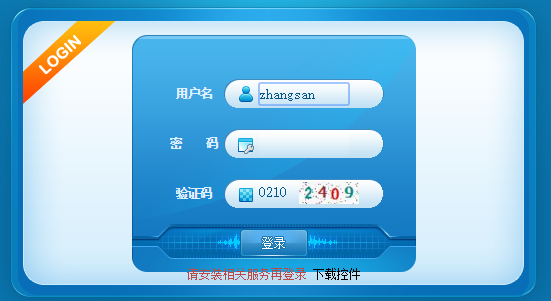 LOGIN
用户名 zhangsan
密 码
验证码 0210 2409
登录
请安装相关服务再登录 下载控件